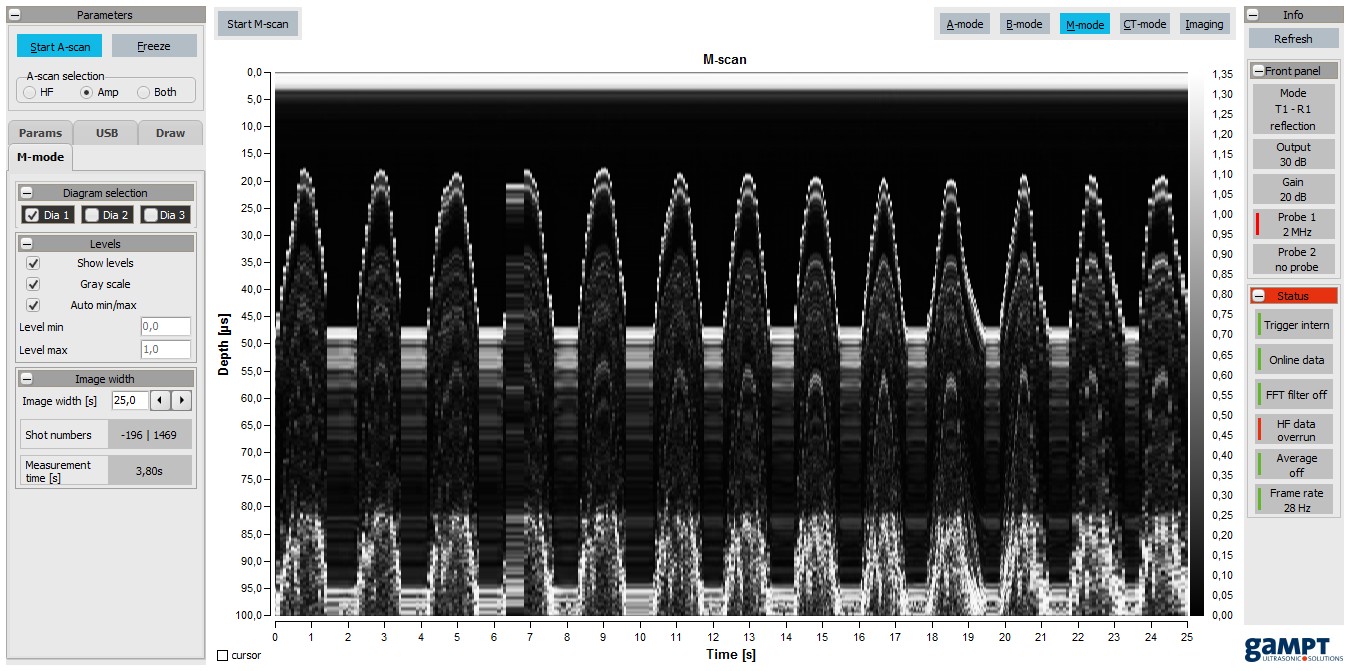 Parameters
Start A-scan
Freeze
A-scan selection
HF
Amp
Both
Params
USB
Draw
M-mode
Diagram selection
Dia 1
Dia 2
Dia 3
Levels
Show levels
Gray scale
Auto min/max
Level min
0,0
Level max
1,0
Image width
Image width [s]
25,0
Shot numbers
-196 | 1469
Measurement
time [s]
3,80s
Start M-scan
A-mode
B-mode
M-mode
CT-mode
Imaging
M-scan
Depth [µs]
0,0
5,0
10,0
15,0
20,0
25,0
30,0
35,0
40,0
45,0
50,0
55,0
60,0
65,0
70,0
75,0
80,0
85,0
90,0
95,0
100,0
0 1 2 3 4 5 6 7 8 9 10 11 12 13 14 15 16 17 18 19 20 21 22 23 24 25
Time [s]
cursor
1,35
1,30
1,25
1,20
1,15
1,10
1,05
1,00
0,95
0,90
0,85
0,80
0,75
0,70
0,65
0,60
0,55
0,50
0,45
0,40
0,35
0,30
0,25
0,20
0,15
0,10
0,05
0,00
Info
Refresh
Front panel
Mode
T1 - R1
reflection
Output
30 dB
Gain
20 dB
Probe 1
2 MHz
Probe 2
no probe
Status
Trigger intern
Online data
FFT filter off
HF data
overrun
Average
off
Frame rate
28 Hz
gAMPT
ULTRASONIC SOLUTIONS